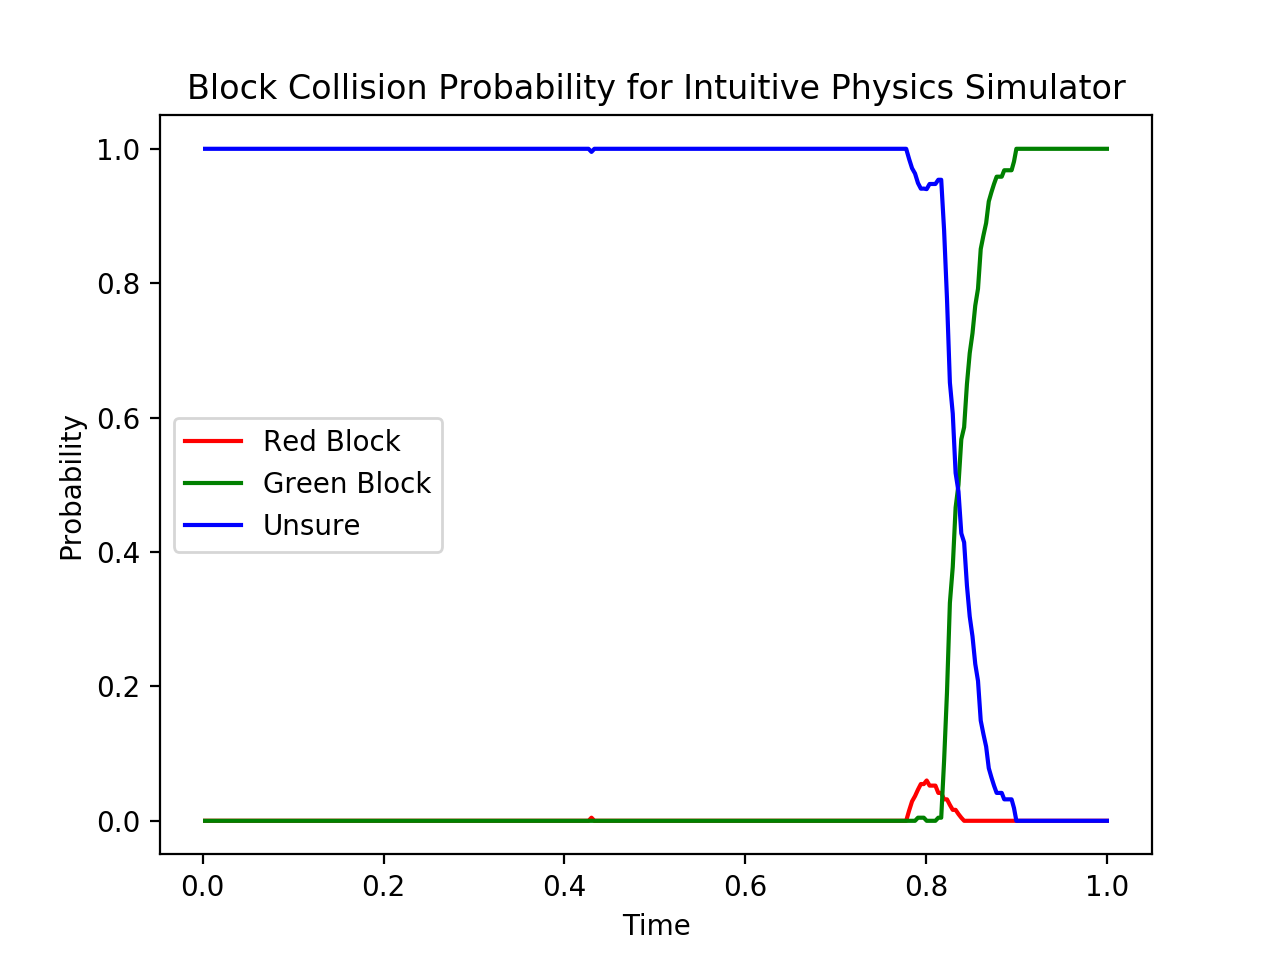 Block Collision Probability for Intuitive Physics Simulator
1.0
0.8
0.6
0.4
0.2
0.0
Probability
Red Block
Green Block
Unsure
0.0 0.2 0.4 0.6 0.8 1.0
Time